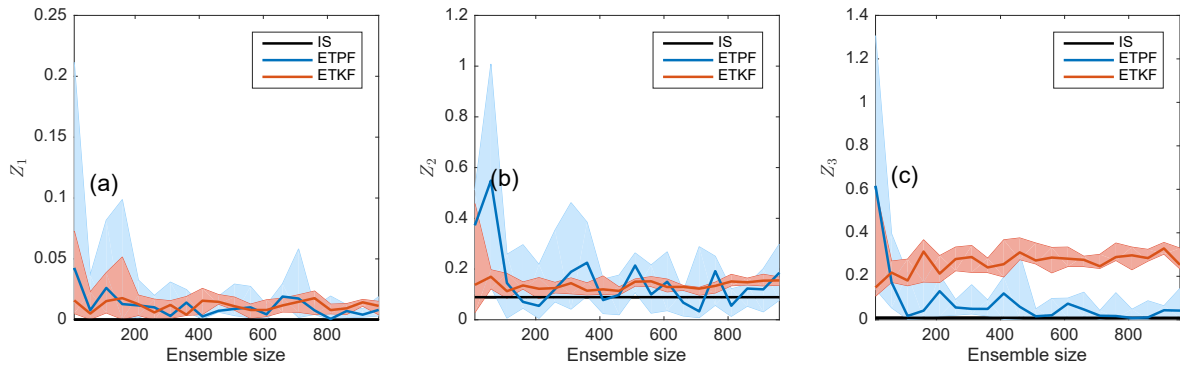 0.25
0.2
0.15
0.1
0.05
0
Z1
(a)
IS
ETPF
ETKF
200 400 600 800
Ensemble size
1.2
1
0.8
0.6
0.4
0.2
0
Z2
(b)
IS
ETPF
ETKF
200 400 600 800
Ensemble size
1.4
1.2
1
0.8
0.6
0.4
0.2
0
Z3
(c)
IS
ETPF
ETKF
200 400 600 800
Ensemble size